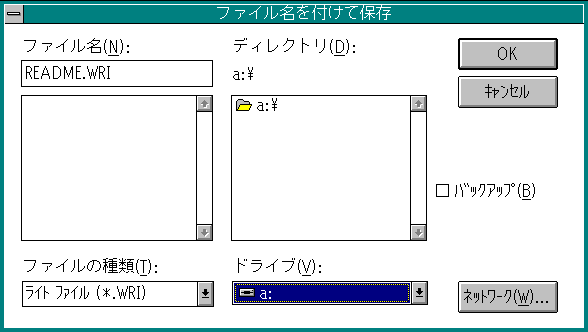 ファイル名を付けて保存
ファイル名(N):
README.WRI
ディレクトリ(D):
a:¥
a:¥
OK
ｷｬﾝｾﾙ
ﾊﾞｯｸｱｯﾌﾟ(B)
ファイルの種類(T):
ﾗｲﾄ ﾌｧｲﾙ (*.WRI)
ドライブ(V):
a:
ﾈｯﾄﾜｰｸ(W)...